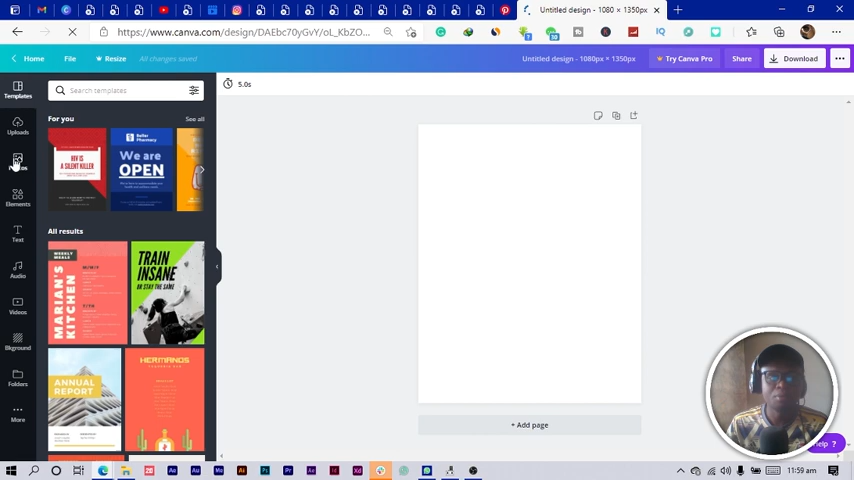 Untitled design - 1080 × 1350px
https://www.canva.com/design/DAEbc70yGvY/oL_KbZO...
Home
File
Resize
All changes saved
Untitled design - 1080px × 1350px
Try Canva Pro
Share
Download
Templates
Search templates
5.0s
Uploads
For you
See all
HIV IS
A SILENT KILLER
We are
OPEN
Elements
Text
All results
Audio
WEEKLY
MEALS
MARIAN'S
KITCHEN
TRAIN
INSANE
OR STAY THE SAME
Videos
Bkground
Folders
ANNUAL
REPORT
HERMANOS
More
+ Add page
Help ?
11:59 am